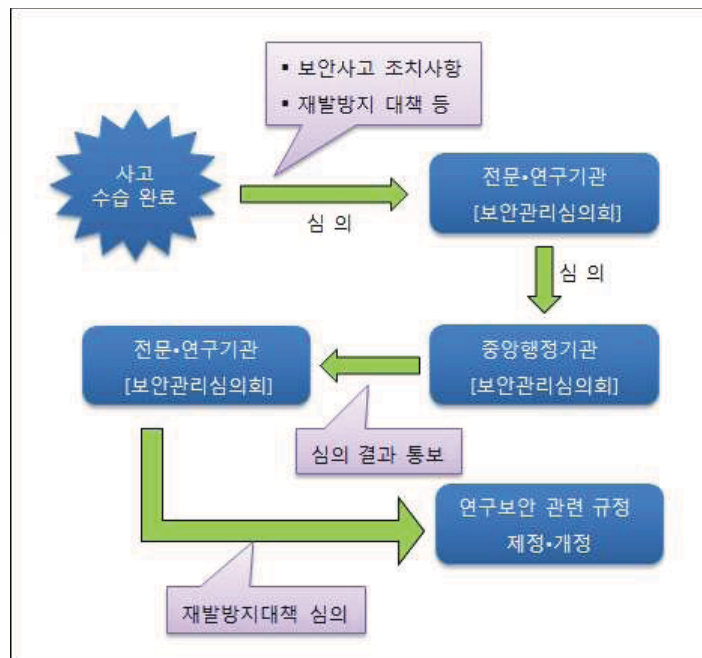 ▪ 보안사고 조치사항
▪ 재발방지 대책 등
사고
수습 완료
심 의
전문•연구기관
[보안관리심의회]
심 의
중앙행정기관
[보안관리심의회]
전문•연구기관
[보안관리심의회]
심의 결과 통보
연구보안 관련 규정
제정•개정
재발방지대책 심의